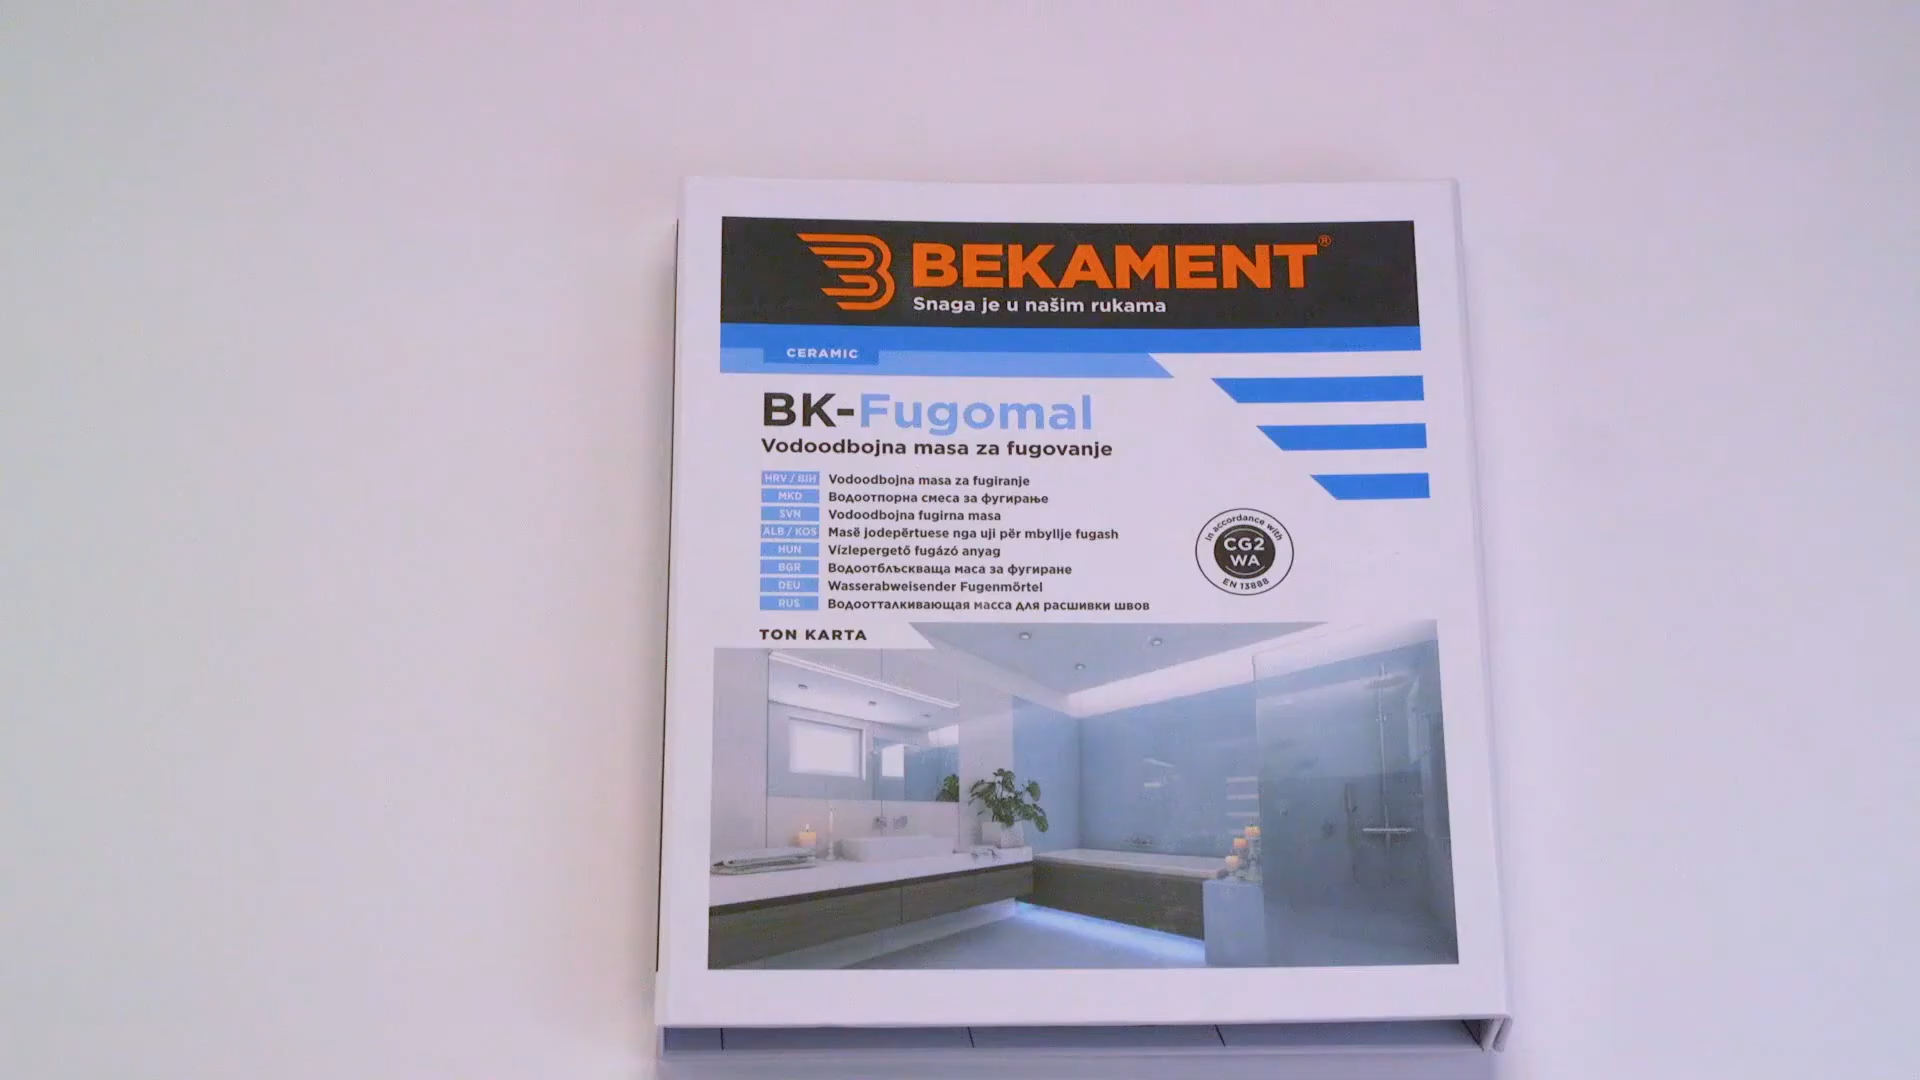 BEKAMENT®
Snaga je u našim rukama
CERAMIC
BK-Fugomal
Vodoodbojna masa za fugovanje
HRV / BIH Vodoodbojna masa za fugiranje
MKD Водоотпорна смеса за фугирање
SVN Vodoodbojna fugirna masa
ALB / KOS Masë jodepërtuese nga uji për mbyllje fugash
HUN Vízlepergető fugázó anyag
BGR Водоотблъскваща маса за фугиране
DEU Wasserabweisender Fugenmörtel
RUS Водоотталкивающая масса для расшивки швов
In accordance with
CG2
WA
EN 13888
TON KARTA